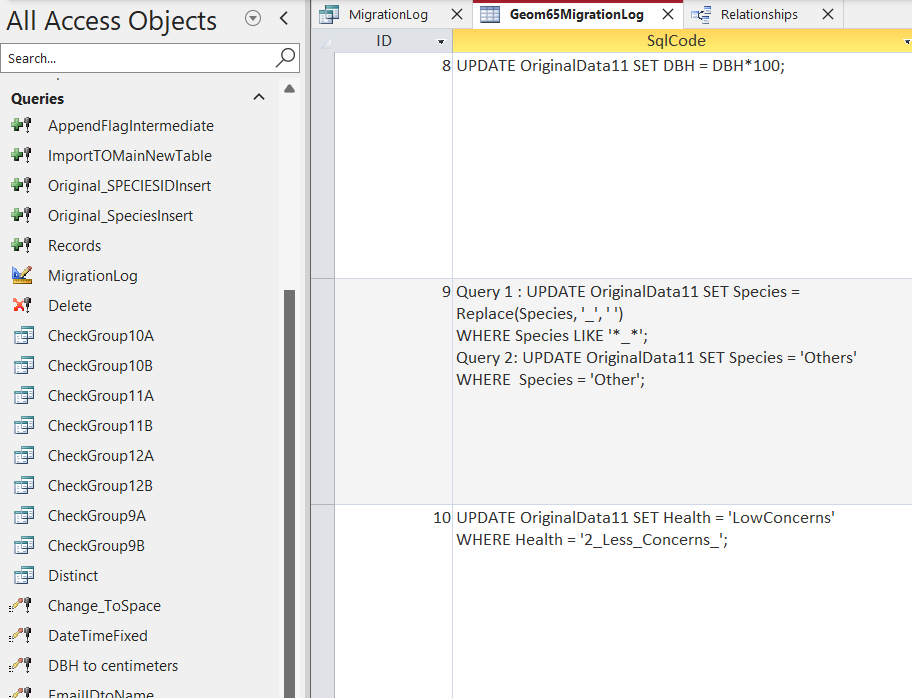 All Access Objects
Search...
Queries
AppendFlagIntermediate
ImportTOMainNewTable
Original_SPECIESIDInsert
Original_SpeciesInsert
Records
MigrationLog
Delete
CheckGroup10A
CheckGroup10B
CheckGroup11A
CheckGroup11B
CheckGroup12A
CheckGroup12B
CheckGroup9A
CheckGroup9B
Distinct
Change_ToSpace
DateTimeFixed
DBH to centimeters
EmailIDtoName
MigrationLog
Geom65MigrationLog
Relationships
ID
SqlCode
8 UPDATE OriginalData11 SET DBH = DBH*100;
9 Query 1 : UPDATE OriginalData11 SET Species =
Replace(Species, '_', ' ')
WHERE Species LIKE '*_*';
Query 2: UPDATE OriginalData11 SET Species = 'Others'
WHERE  Species = 'Other';
10 UPDATE OriginalData11 SET Health = 'LowConcerns'
WHERE Health = '2_Less_Concerns_';